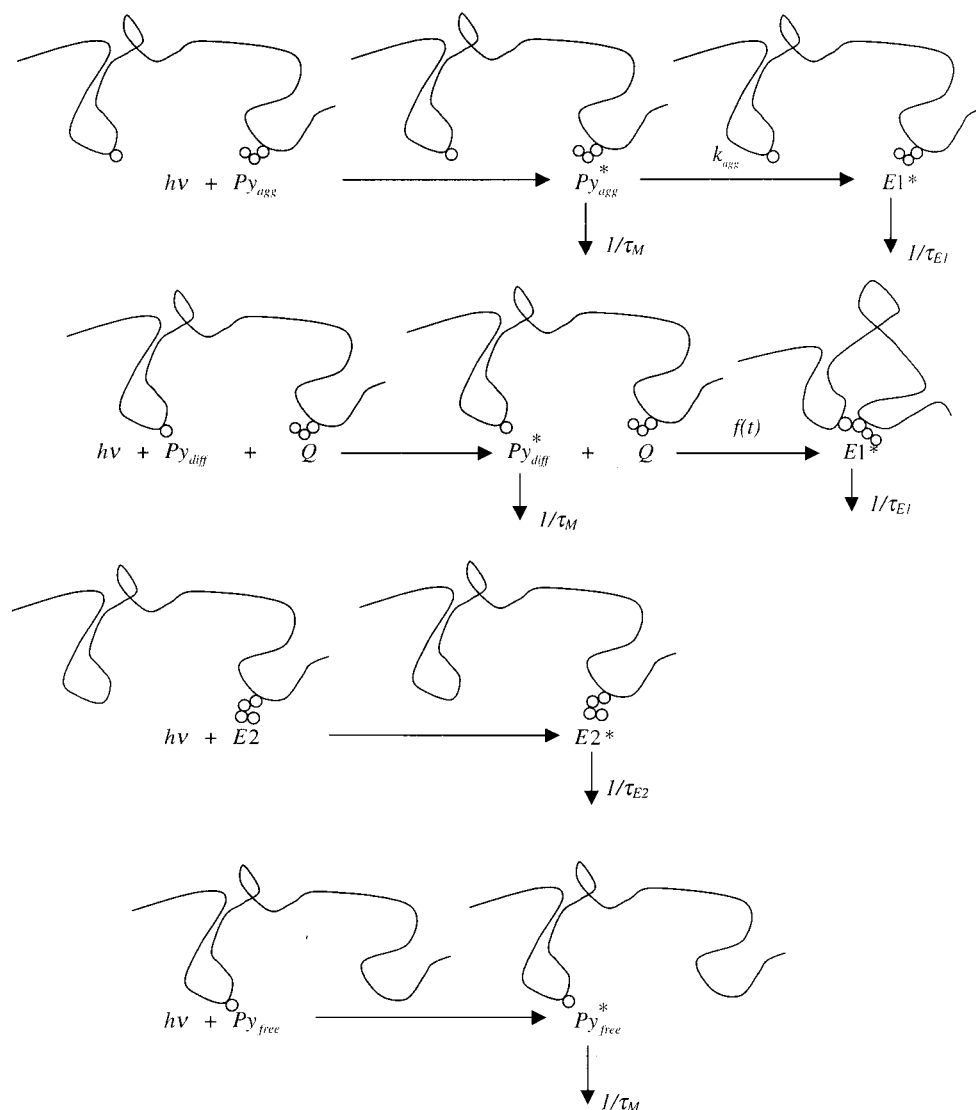 k_agg
hν + Py_agg Py*_agg E1*
1/τ_M 1/τ_E1
f(t)
hν + Py_diff + Q Py*_diff + Q E1*
1/τ_M 1/τ_E1
hν + E2 E2*
1/τ_E2
hν + Py_free Py*_free
1/τ_M